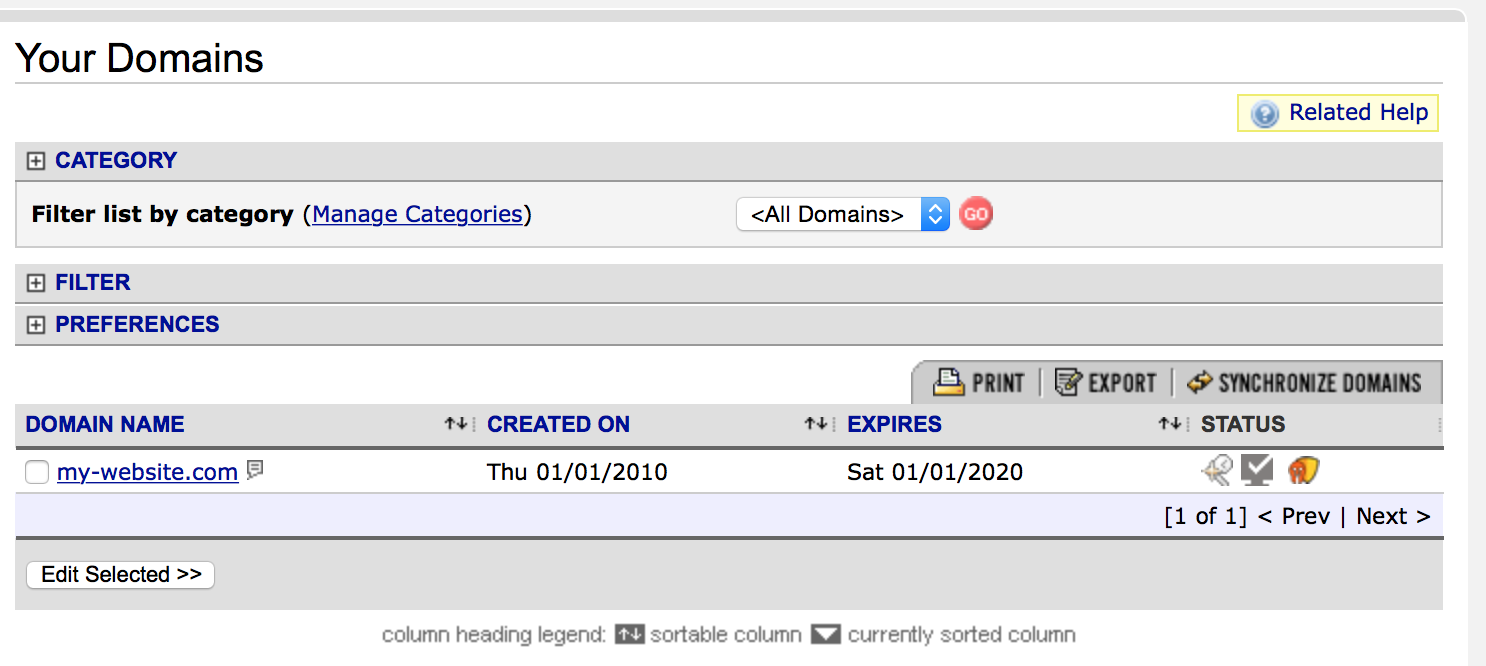 Your Domains
Related Help
CATEGORY
Filter list by category (Manage Categories)
<All Domains>
GO
FILTER
PREFERENCES
PRINT | EXPORT | SYNCHRONIZE DOMAINS
DOMAIN NAME CREATED ON EXPIRES STATUS
my-website.com Thu 01/01/2010 Sat 01/01/2020
[1 of 1] < Prev | Next >
Edit Selected >>
column heading legend: sortable column currently sorted column